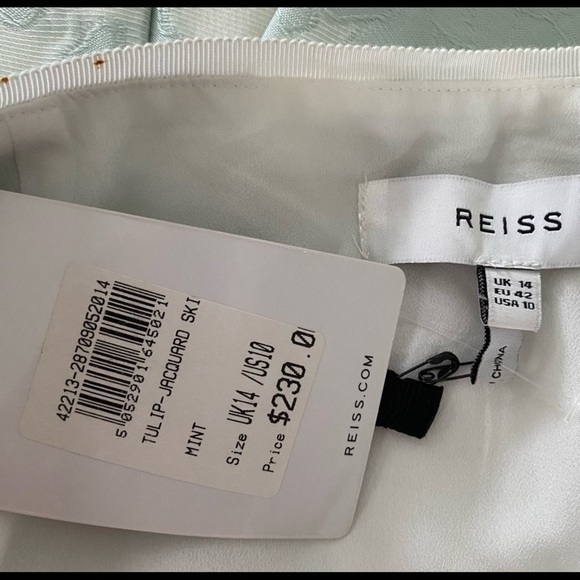 REISS
UK 14
EU 42
USA 10
CHINA
42213-28709052014
5 052901 645021
TULIP-JACQUARD SKI
MINT
Size UK14 /US10
Price $230.0
REISS.COM